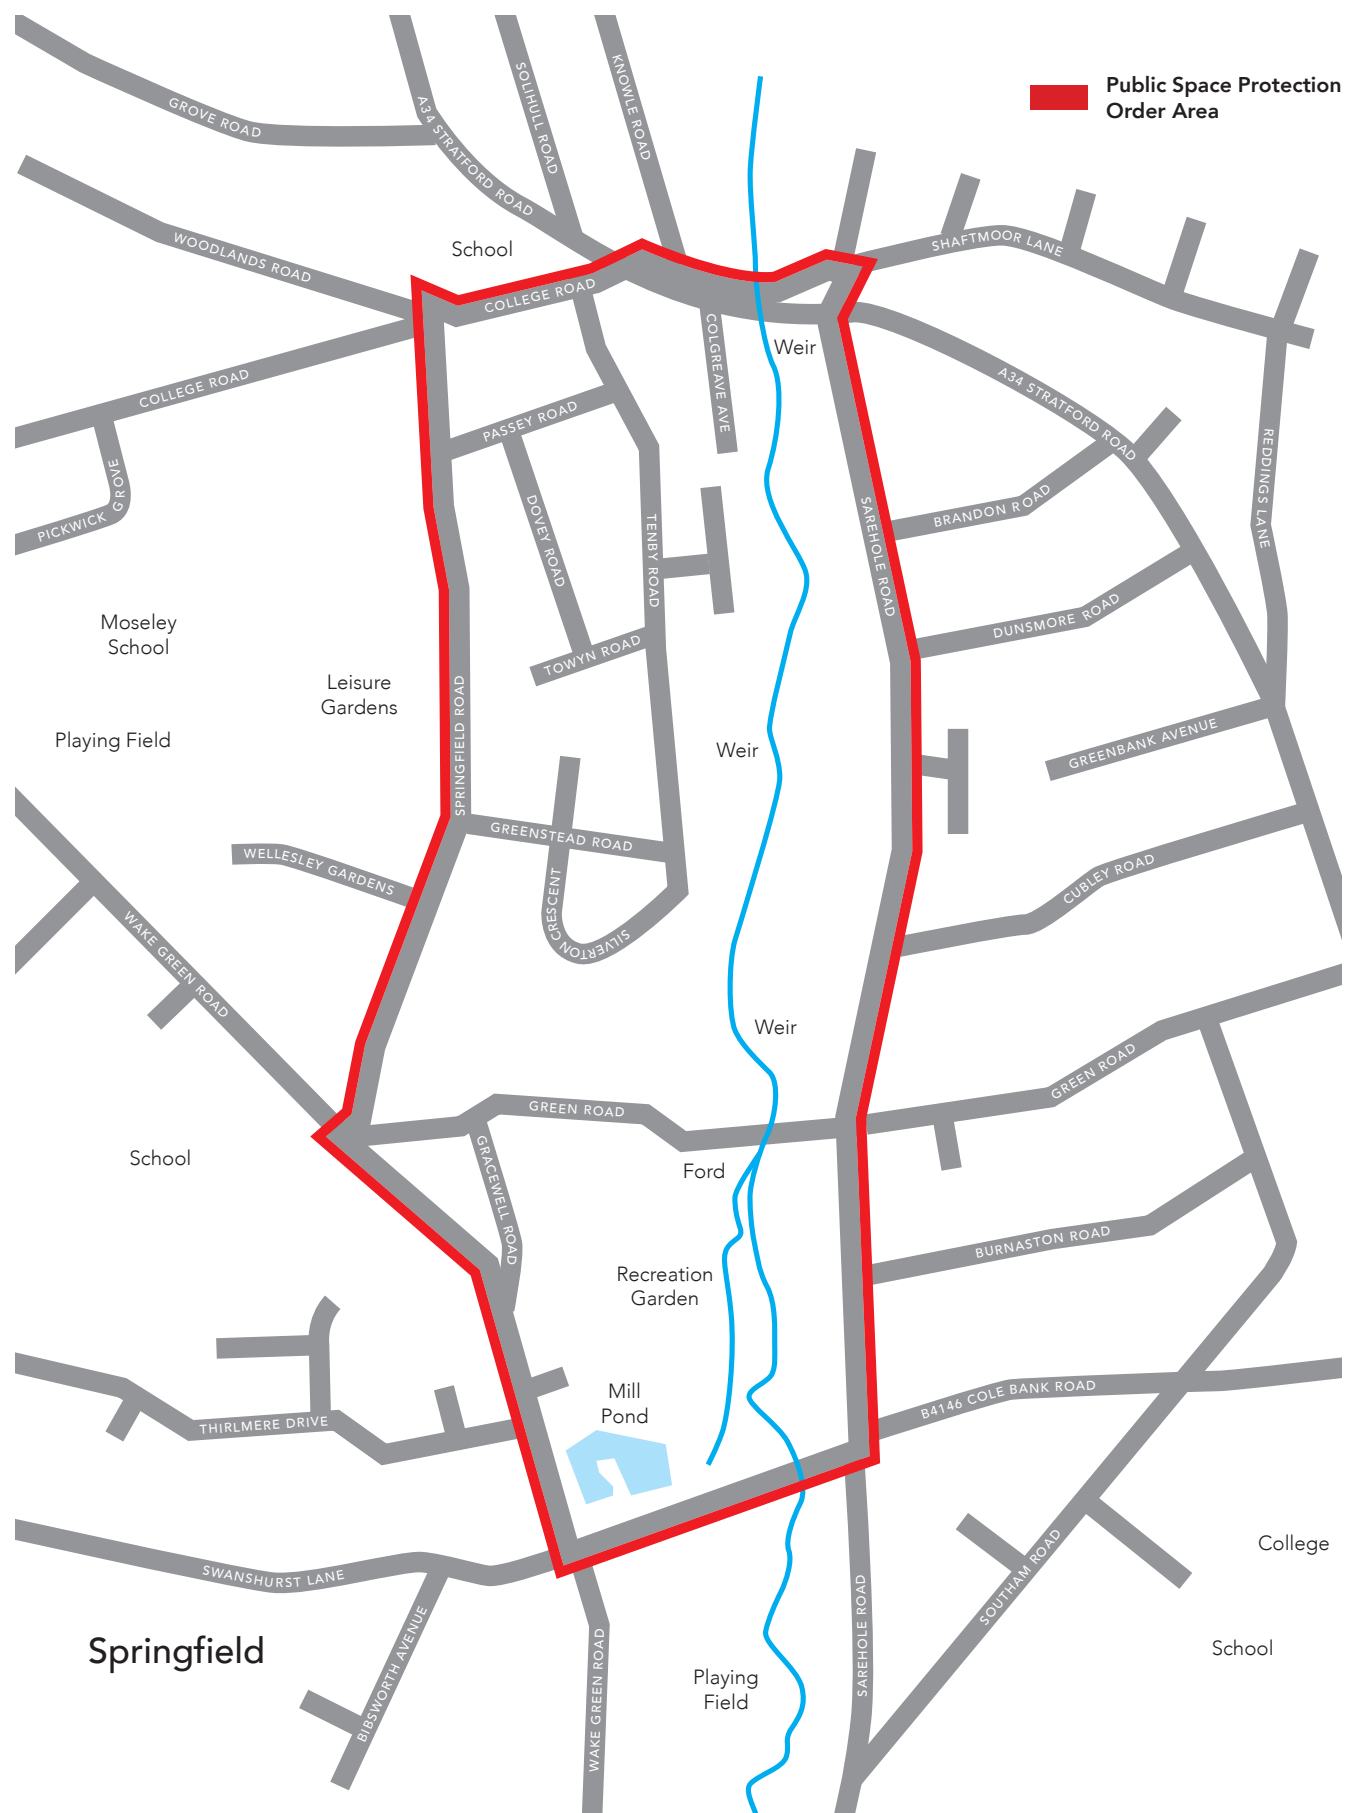 Public Space Protection
Order Area
GROVE ROAD
A34 STRATFORD ROAD
SOLIHULL ROAD
KNOWLE ROAD
WOODLANDS ROAD
School
SHAFTMOOR LANE
COLLEGE ROAD
COLGREAVE AVE
Weir
COLLEGE ROAD
A34 STRATFORD ROAD
PASSEY ROAD
REDDINGS LANE
PICKWICK GROVE
DOVEY ROAD
TENBY ROAD
SAREHOLE ROAD
BRANDON ROAD
DUNSMORE ROAD
Moseley
School
TOWYN ROAD
Leisure
Gardens
SPRINGFIELD ROAD
Playing Field
Weir
GREENBANK AVENUE
GREENSTEAD ROAD
WELLESLEY GARDENS
CUBLEY ROAD
SILVERTON CRESCENT
WAKE GREEN ROAD
Weir
GREEN ROAD
GREEN ROAD
School
GRACEWELL ROAD
Ford
BURNASTON ROAD
Recreation
Garden
Mill
Pond
B4146 COLE BANK ROAD
THIRLMERE DRIVE
SWANSHURST LANE
College
SOUTHAM ROAD
SAREHOLE ROAD
Springfield
BIBSWORTH AVENUE
WAKE GREEN ROAD
School
Playing
Field